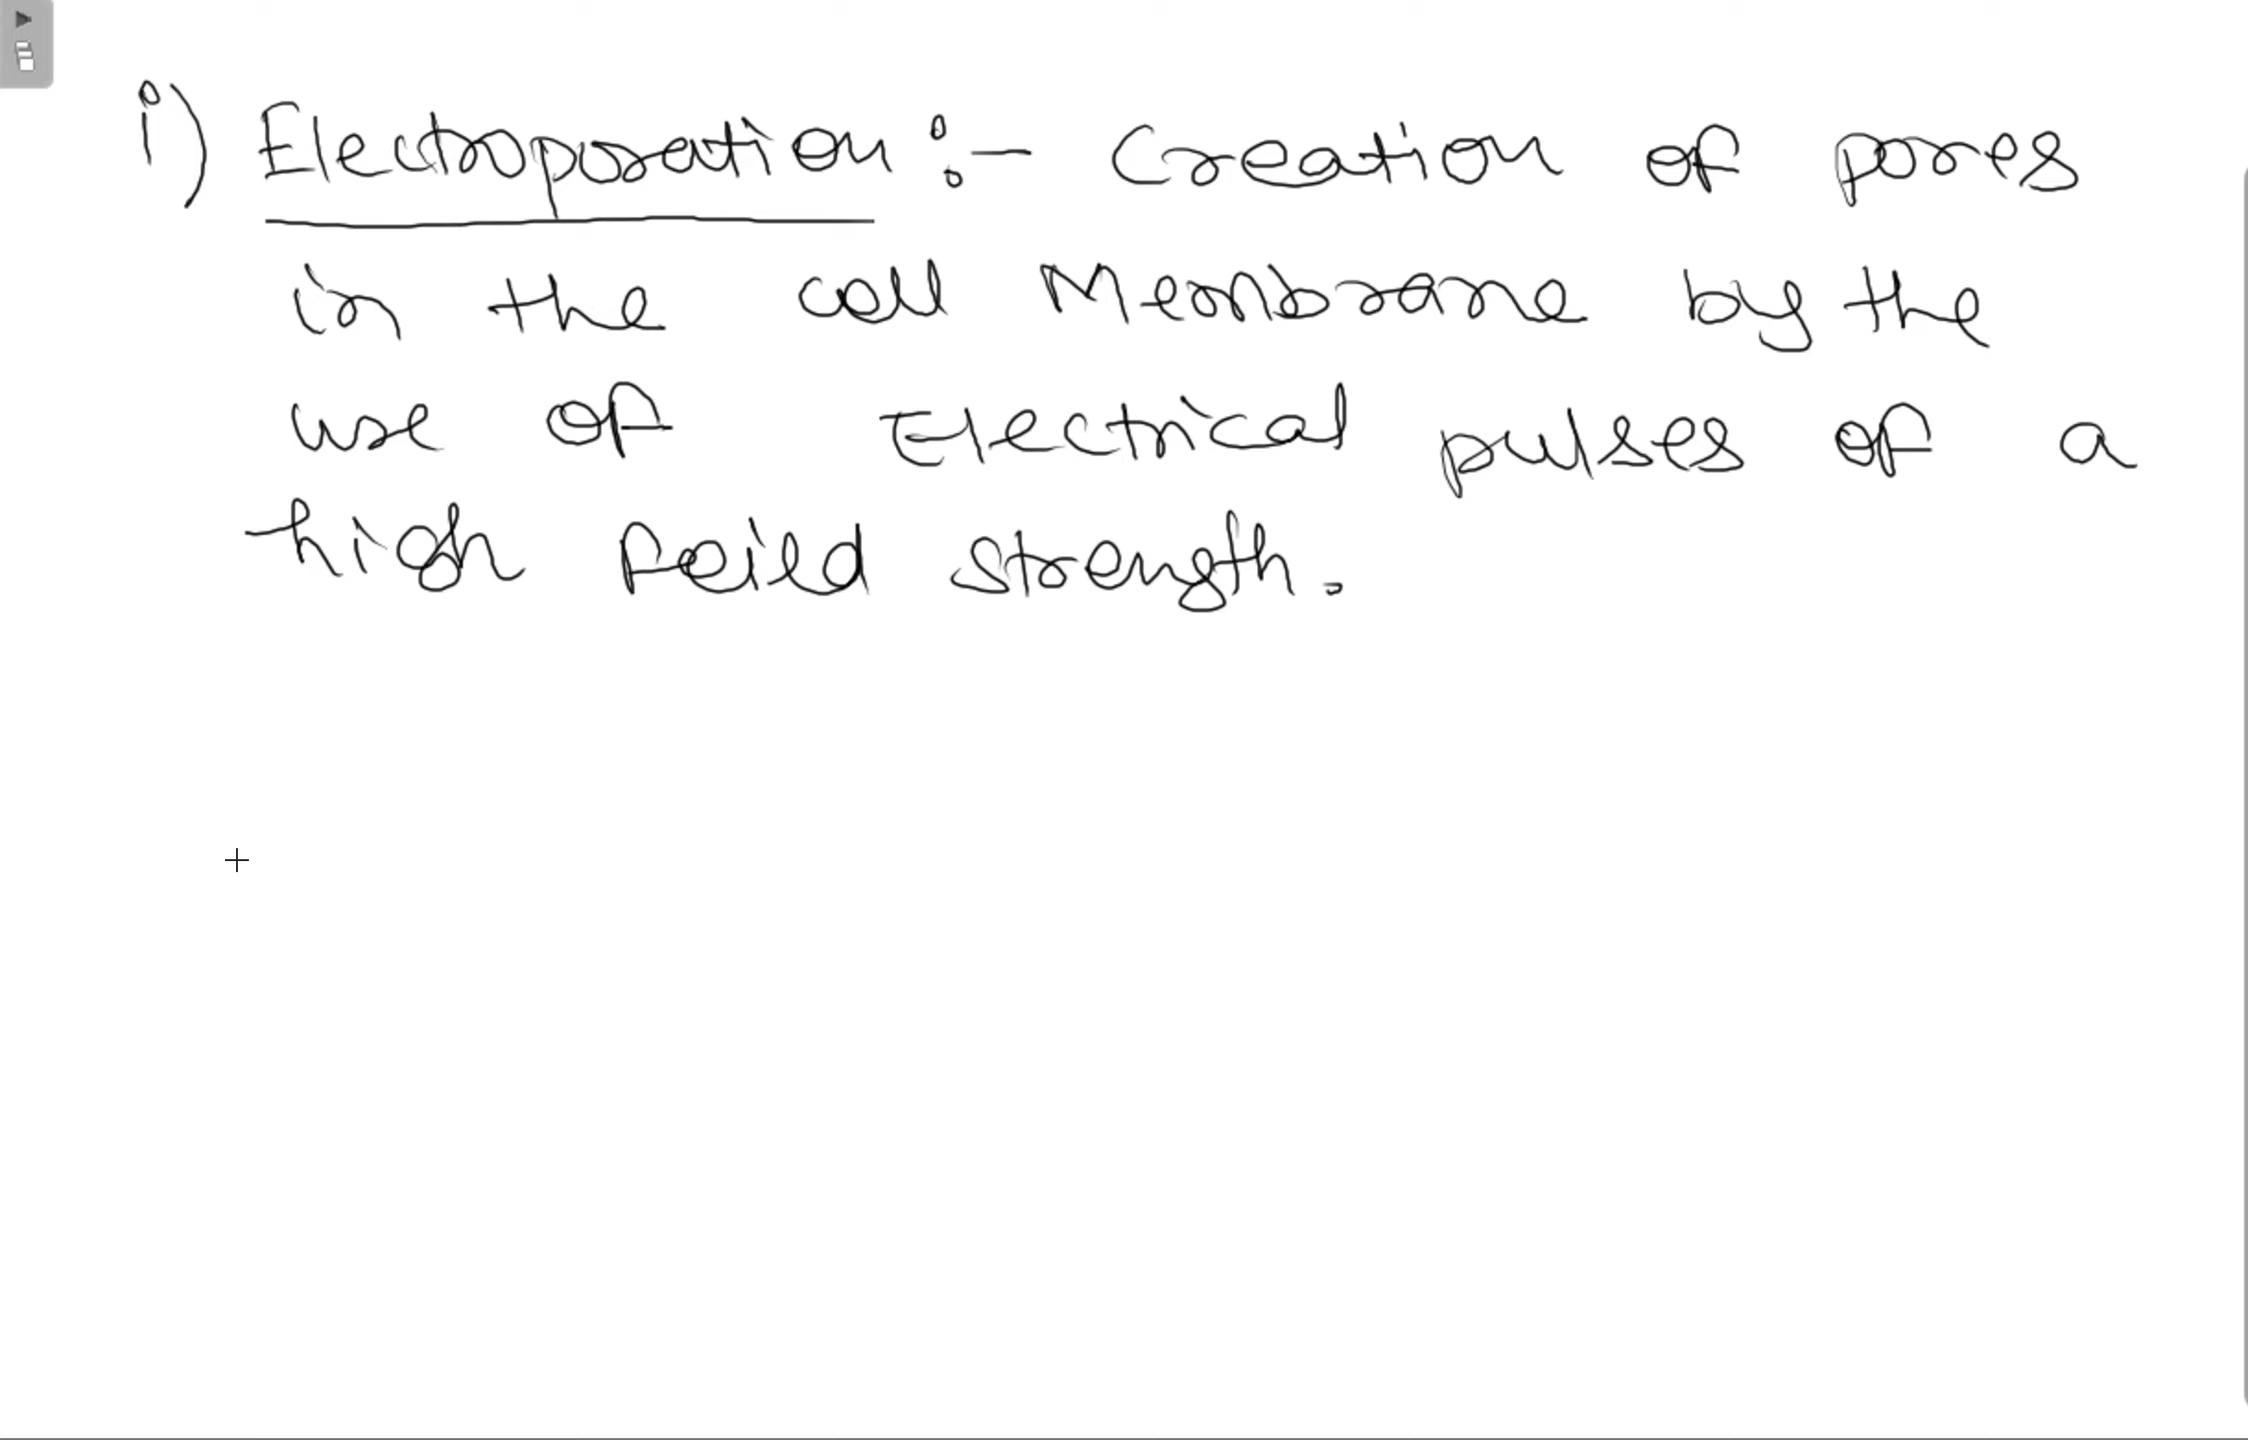 i) Electroporation :- Creation of pores
in the cell Membrane by the
use of Electrical pulses of a
high feild strength.